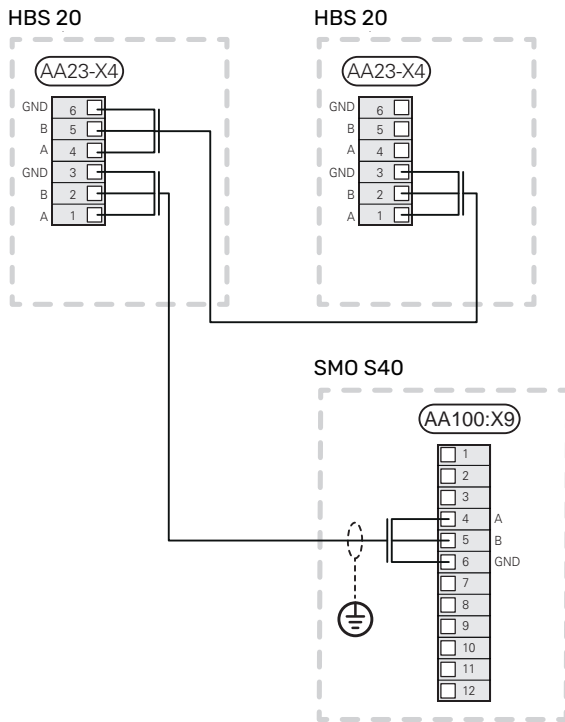 HBS 20
HBS 20
AA23-X4
AA23-X4
GND 6
B 5
A 4
GND 3
B 2
A 1
GND 6
B 5
A 4
GND 3
B 2
A 1
SMO S40
AA100:X9
1
2
3
4 A
5 B
6 GND
7
8
9
10
11
12